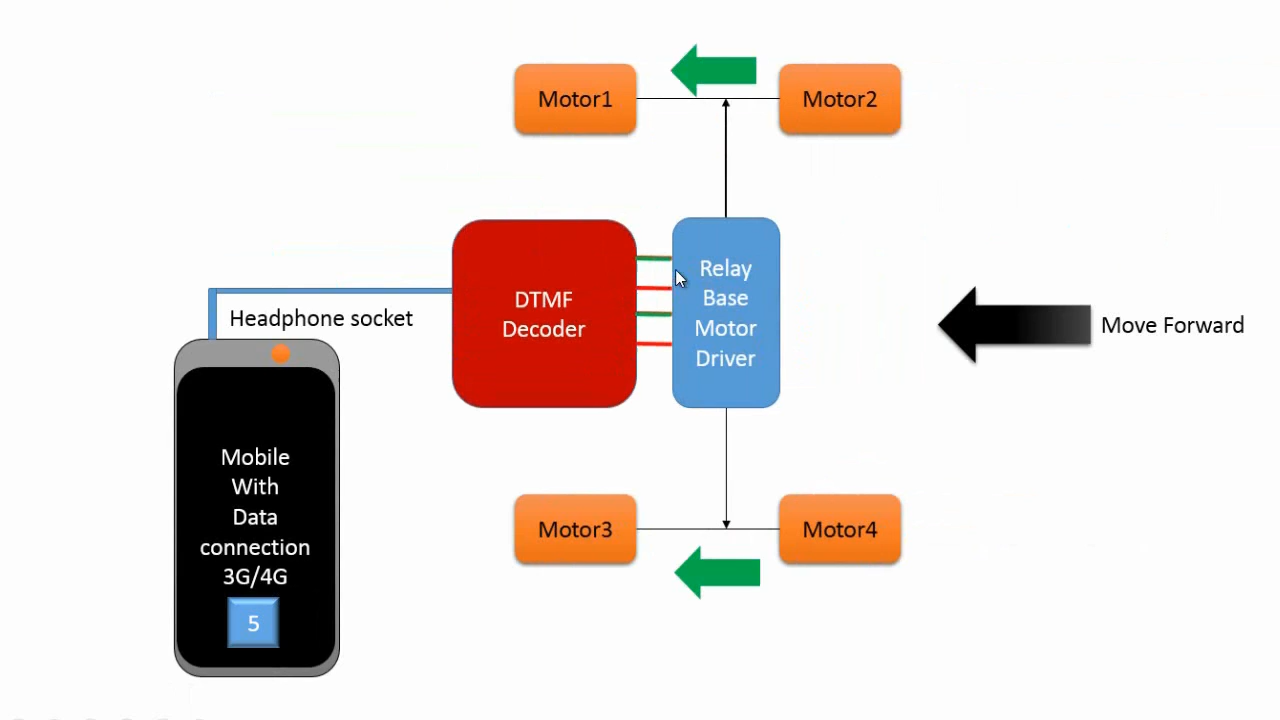 Motor1
Motor2
DTMF
Decoder
Relay
Base
Motor
Driver
Headphone socket
Move Forward
Mobile
With
Data
connection
3G/4G
5
Motor3
Motor4